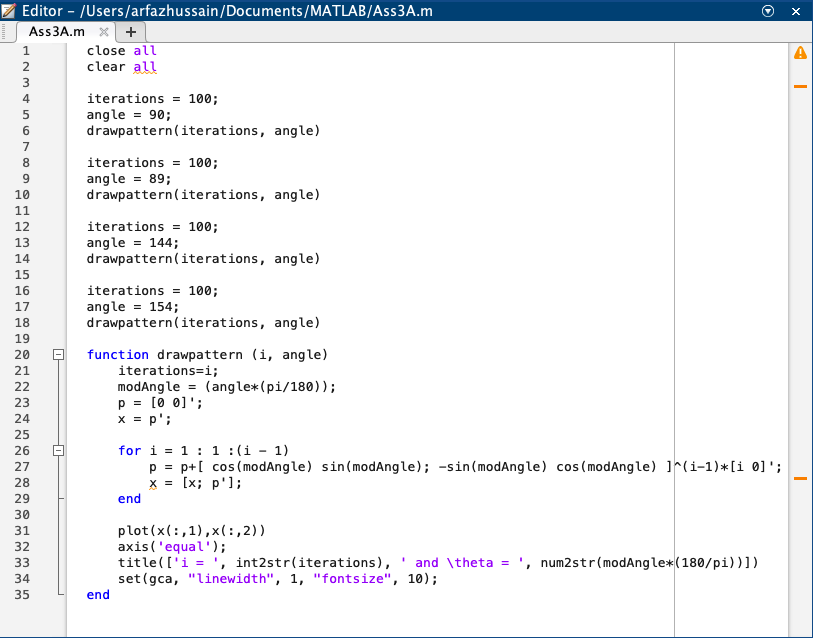 Editor – /Users/arfazhussain/Documents/MATLAB/Ass3A.m
Ass3A.m × +
1 close all
2 clear all
3
4 iterations = 100;
5 angle = 90;
6 drawpattern(iterations, angle)
7
8 iterations = 100;
9 angle = 89;
10 drawpattern(iterations, angle)
11
12 iterations = 100;
13 angle = 144;
14 drawpattern(iterations, angle)
15
16 iterations = 100;
17 angle = 154;
18 drawpattern(iterations, angle)
19
20 function drawpattern (i, angle)
21 iterations=i;
22 modAngle = (angle*(pi/180));
23 p = [0 0]';
24 x = p';
25
26 for i = 1 : 1 :(i - 1)
27 p = p+[ cos(modAngle) sin(modAngle); -sin(modAngle) cos(modAngle) ]^(i-1)*[i 0]';
28 x = [x; p'];
29 end
30
31 plot(x(:,1),x(:,2))
32 axis('equal');
33 title(['i = ', int2str(iterations), ' and \theta = ', num2str(modAngle*(180/pi))])
34 set(gca, "linewidth", 1, "fontsize", 10);
35 end